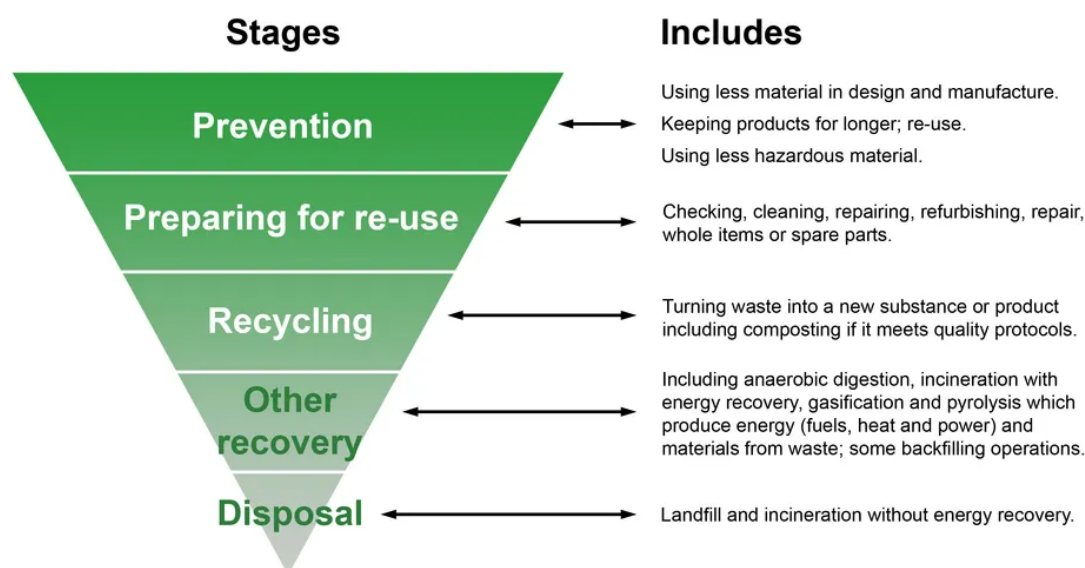 Stages
Includes
Prevention
Using less material in design and manufacture.
Keeping products for longer; re-use.
Using less hazardous material.
Preparing for re-use
Checking, cleaning, repairing, refurbishing, repair,
whole items or spare parts.
Recycling
Turning waste into a new substance or product
including composting if it meets quality protocols.
Other
recovery
Including anaerobic digestion, incineration with
energy recovery, gasification and pyrolysis which
produce energy (fuels, heat and power) and
materials from waste; some backfilling operations.
Disposal
Landfill and incineration without energy recovery.